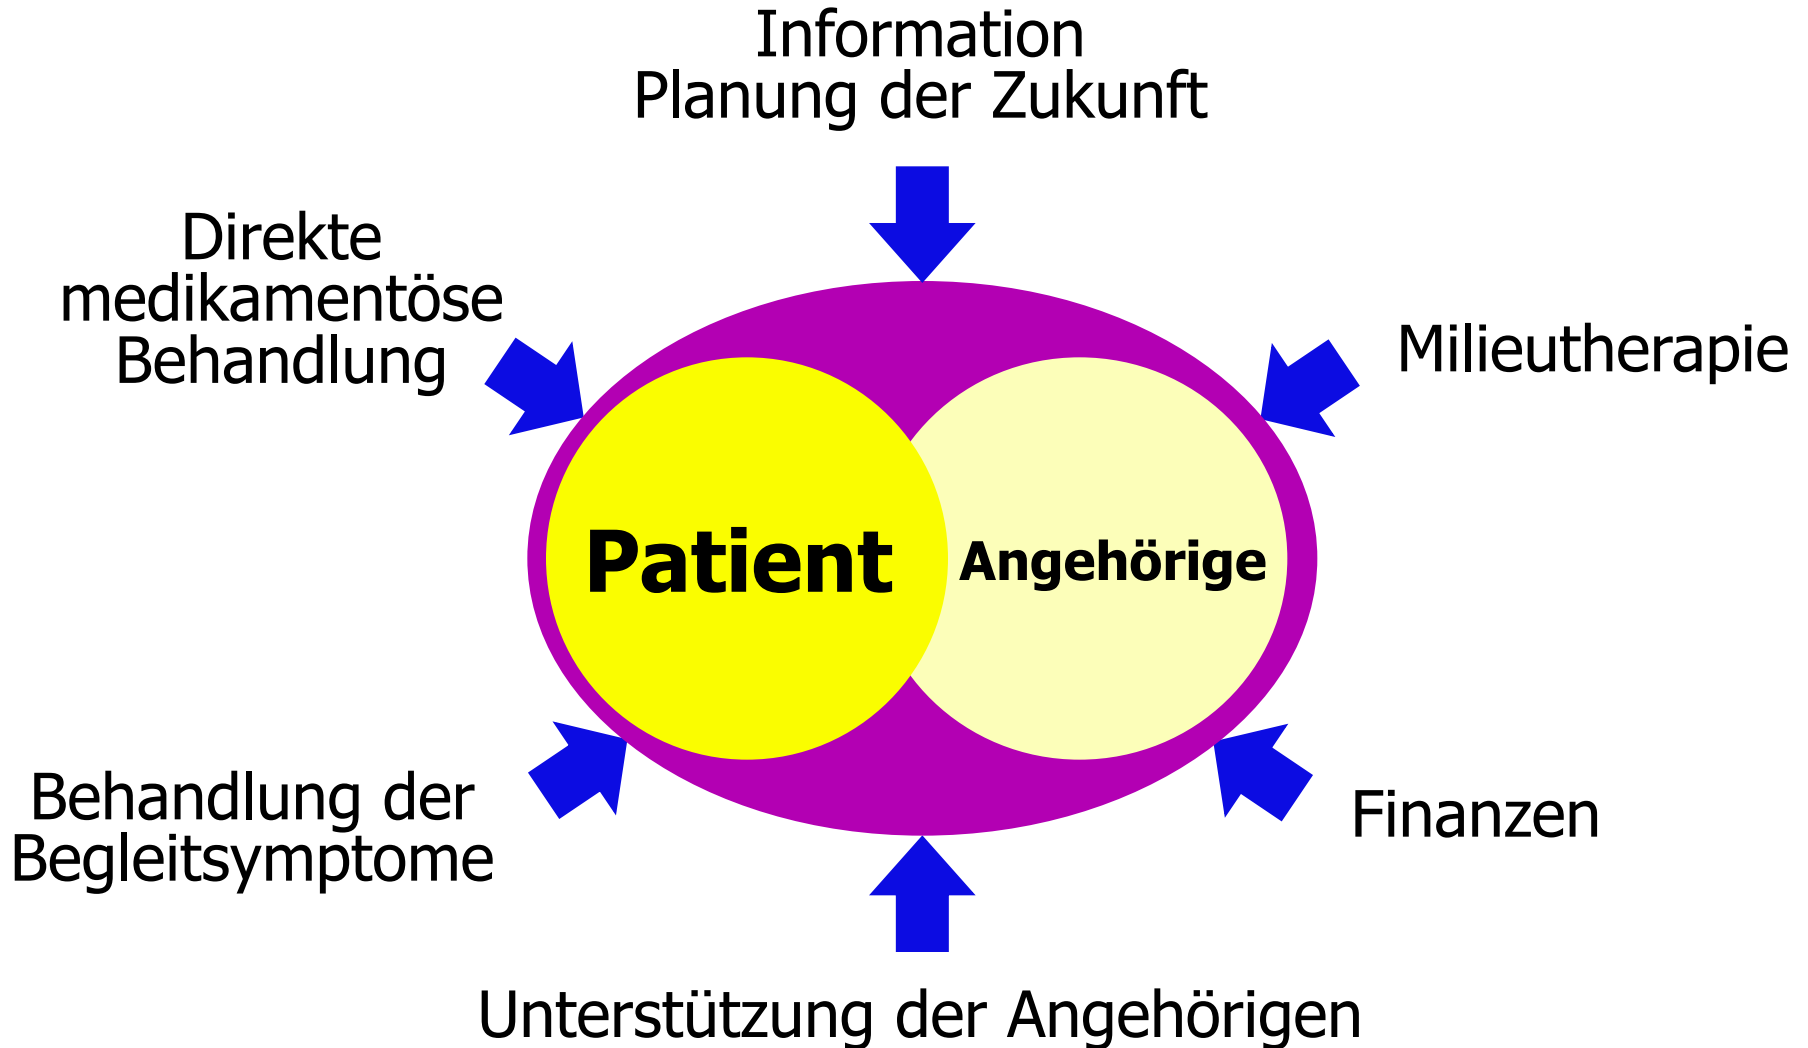 Information
Planung der Zukunft
Direkte
medikamentöse
Behandlung
Milieutherapie
Patient
Angehörige
Behandlung der
Begleitsymptome
Finanzen
Unterstützung der Angehörigen